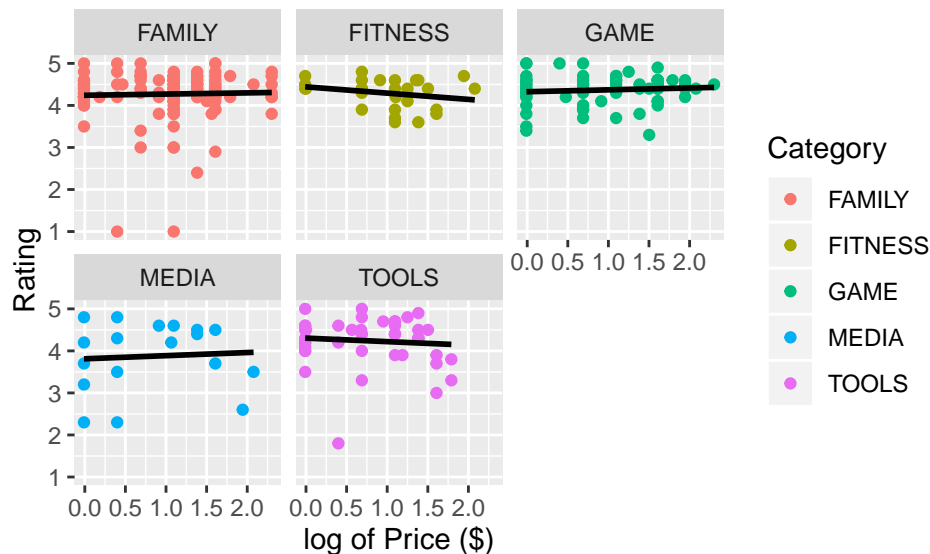 FAMILY
FITNESS
GAME
5
4
3
2
1
0.0 0.5 1.0 1.5 2.0
MEDIA
TOOLS
5
4
3
2
1
0.0 0.5 1.0 1.5 2.0
0.0 0.5 1.0 1.5 2.0
log of Price ($)
Rating
Category
FAMILY
FITNESS
GAME
MEDIA
TOOLS